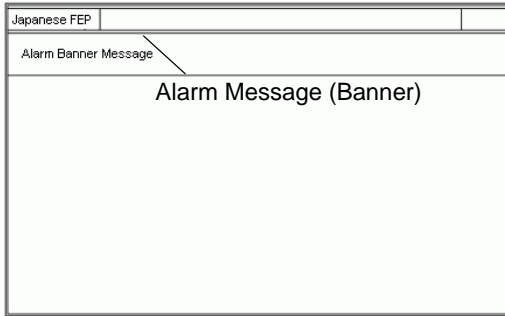 Japanese FEP
Alarm Banner Message
Alarm Message (Banner)